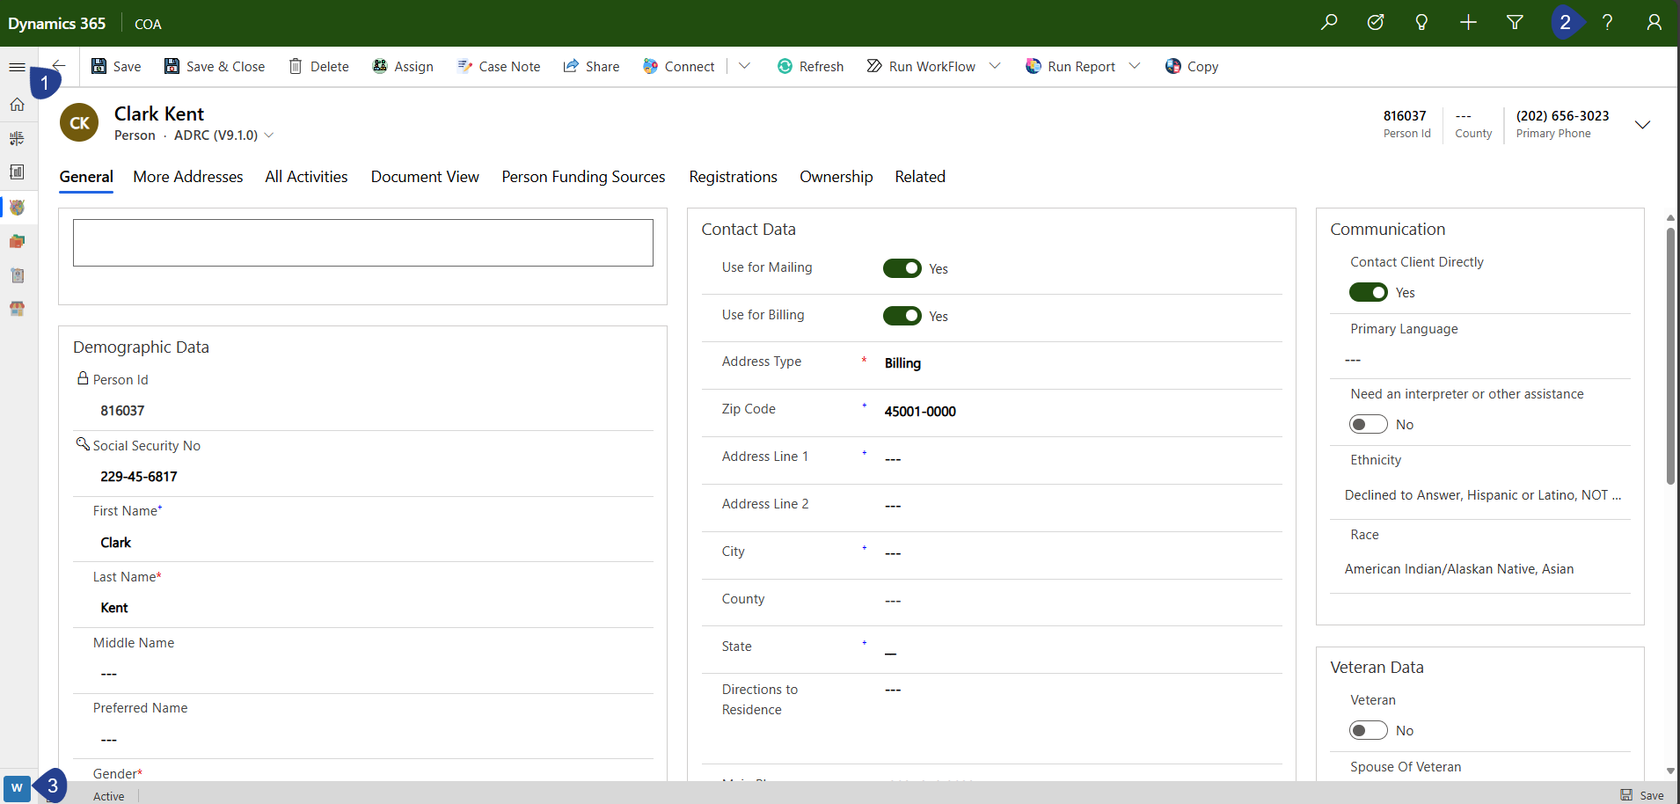 Dynamics 365 COA 2 ?
1
Save Save & Close Delete Assign Case Note Share Connect Refresh Run WorkFlow Run Report Copy
CK
Clark Kent
Person · ADRC (V9.1.0)
816037
Person Id
---
County
(202) 656-3023
Primary Phone
General More Addresses All Activities Document View Person Funding Sources Registrations Ownership Related
Demographic Data
Person Id
816037
Social Security No
229-45-6817
First Name+
Clark
Last Name*
Kent
Middle Name
---
Preferred Name
---
Gender*
Contact Data
Use for Mailing Yes
Use for Billing Yes
Address Type * Billing
Zip Code + 45001-0000
Address Line 1 + ---
Address Line 2 ---
City + ---
County ---
State + --
Directions to ---
Residence
Communication
Contact Client Directly
Yes
Primary Language
---
Need an interpreter or other assistance
No
Ethnicity
Declined to Answer, Hispanic or Latino, NOT ...
Race
American Indian/Alaskan Native, Asian
Veteran Data
Veteran
No
Spouse Of Veteran
W 3
Active
Save